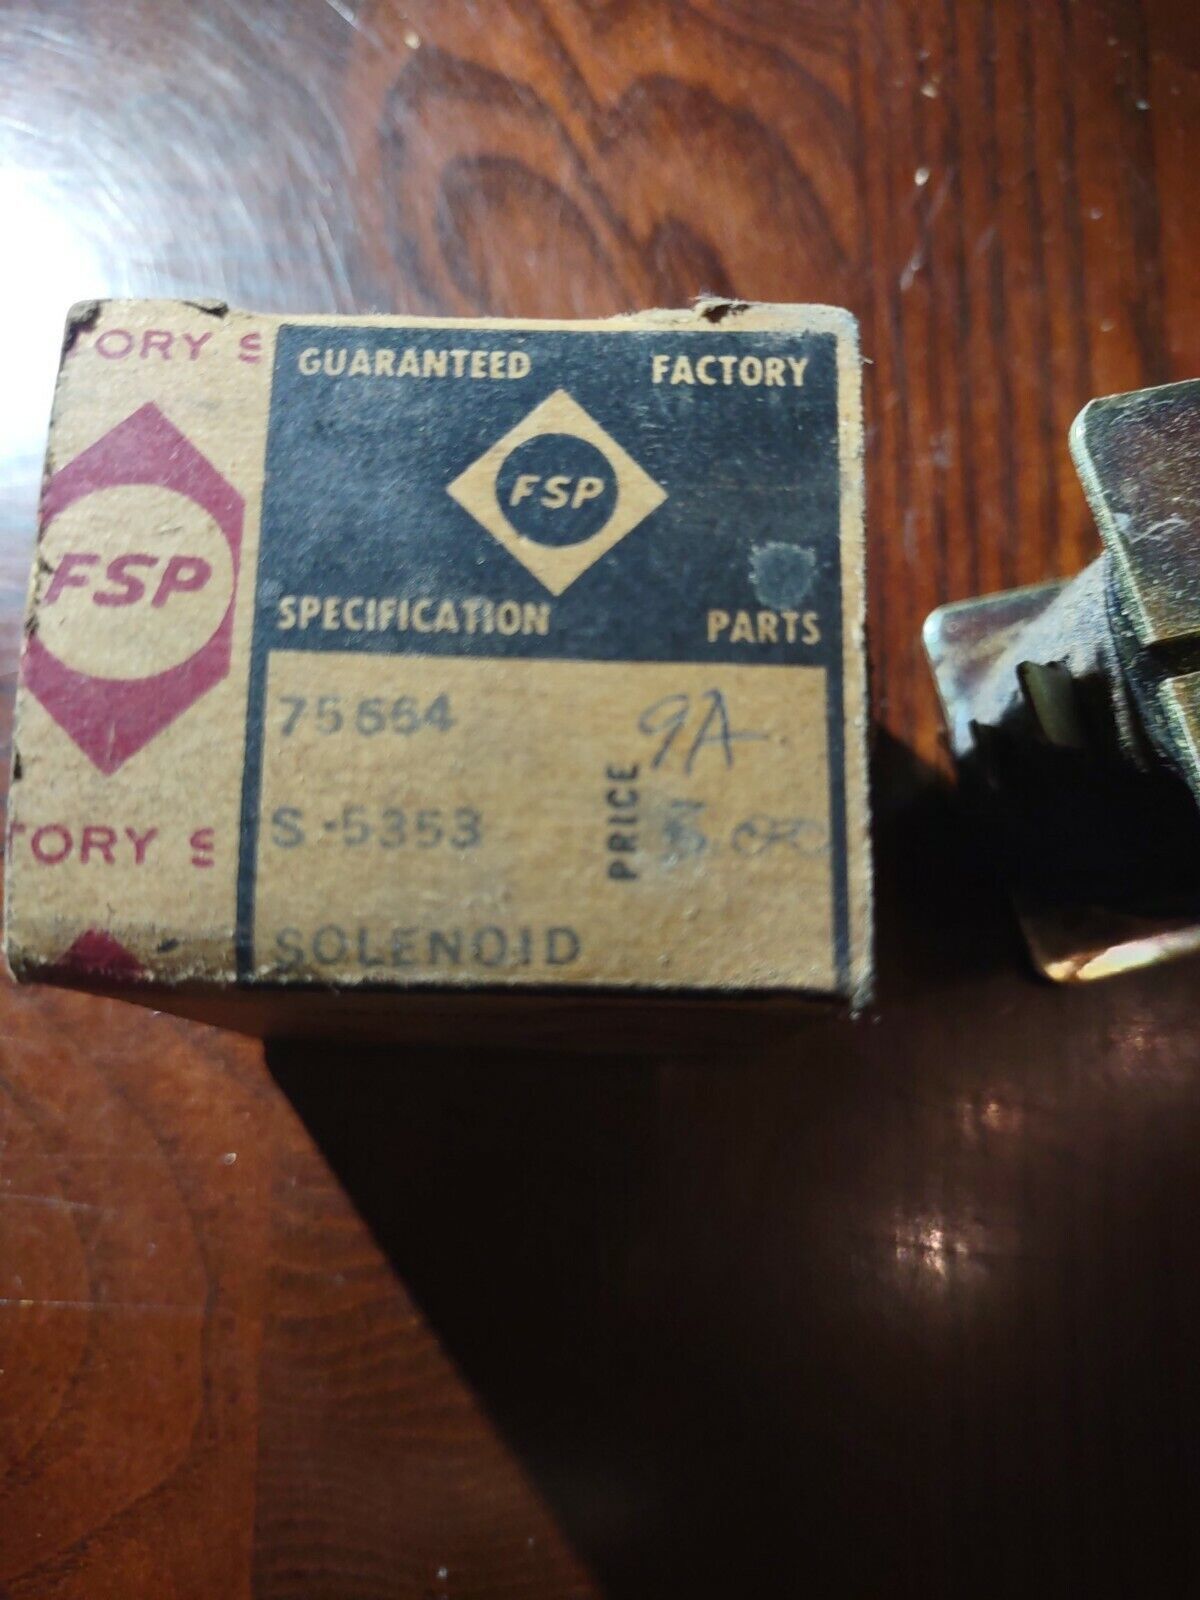 TORY S
FSP
TORY S
GUARANTEED FACTORY
FSP
SPECIFICATION PARTS
75664
9A
S-5353
PRICE
SOLENOID